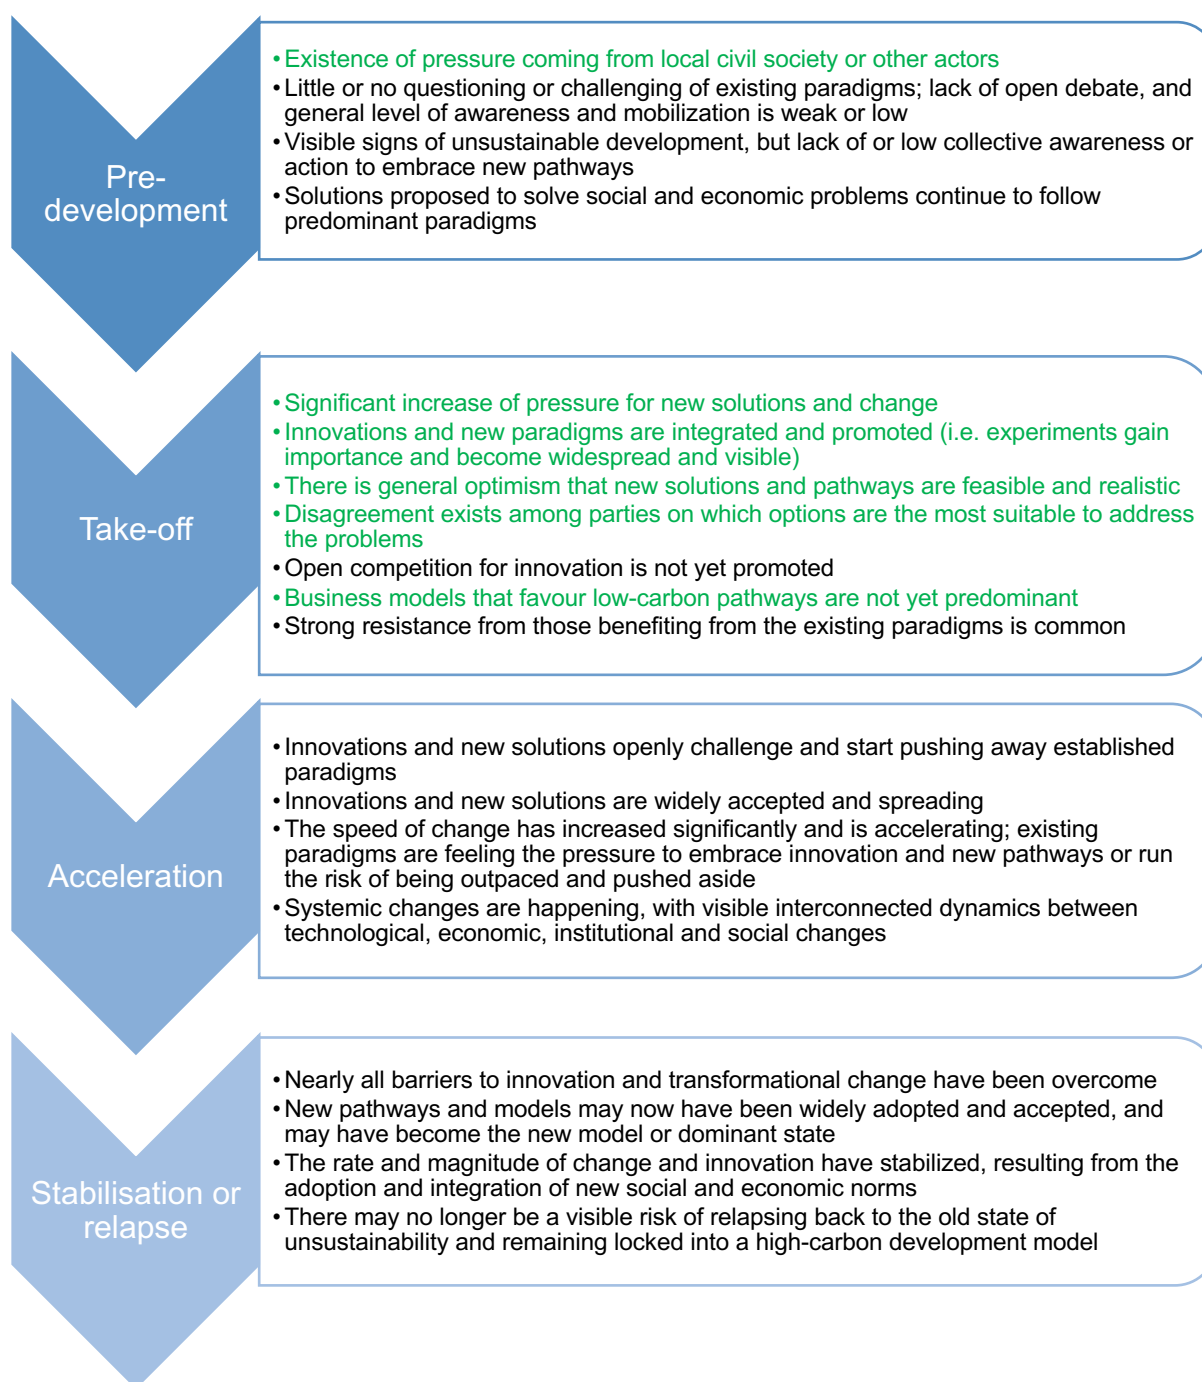 Pre-
development
• Existence of pressure coming from local civil society or other actors
• Little or no questioning or challenging of existing paradigms; lack of open debate, and
general level of awareness and mobilization is weak or low
• Visible signs of unsustainable development, but lack of or low collective awareness or
action to embrace new pathways
• Solutions proposed to solve social and economic problems continue to follow
predominant paradigms
Take-off
• Significant increase of pressure for new solutions and change
• Innovations and new paradigms are integrated and promoted (i.e. experiments gain
importance and become widespread and visible)
• There is general optimism that new solutions and pathways are feasible and realistic
• Disagreement exists among parties on which options are the most suitable to address
the problems
• Open competition for innovation is not yet promoted
• Business models that favour low-carbon pathways are not yet predominant
• Strong resistance from those benefiting from the existing paradigms is common
Acceleration
• Innovations and new solutions openly challenge and start pushing away established
paradigms
• Innovations and new solutions are widely accepted and spreading
• The speed of change has increased significantly and is accelerating; existing
paradigms are feeling the pressure to embrace innovation and new pathways or run
the risk of being outpaced and pushed aside
• Systemic changes are happening, with visible interconnected dynamics between
technological, economic, institutional and social changes
Stabilisation or
relapse
• Nearly all barriers to innovation and transformational change have been overcome
• New pathways and models may now have been widely adopted and accepted, and
may have become the new model or dominant state
• The rate and magnitude of change and innovation have stabilized, resulting from the
adoption and integration of new social and economic norms
• There may no longer be a visible risk of relapsing back to the old state of
unsustainability and remaining locked into a high-carbon development model